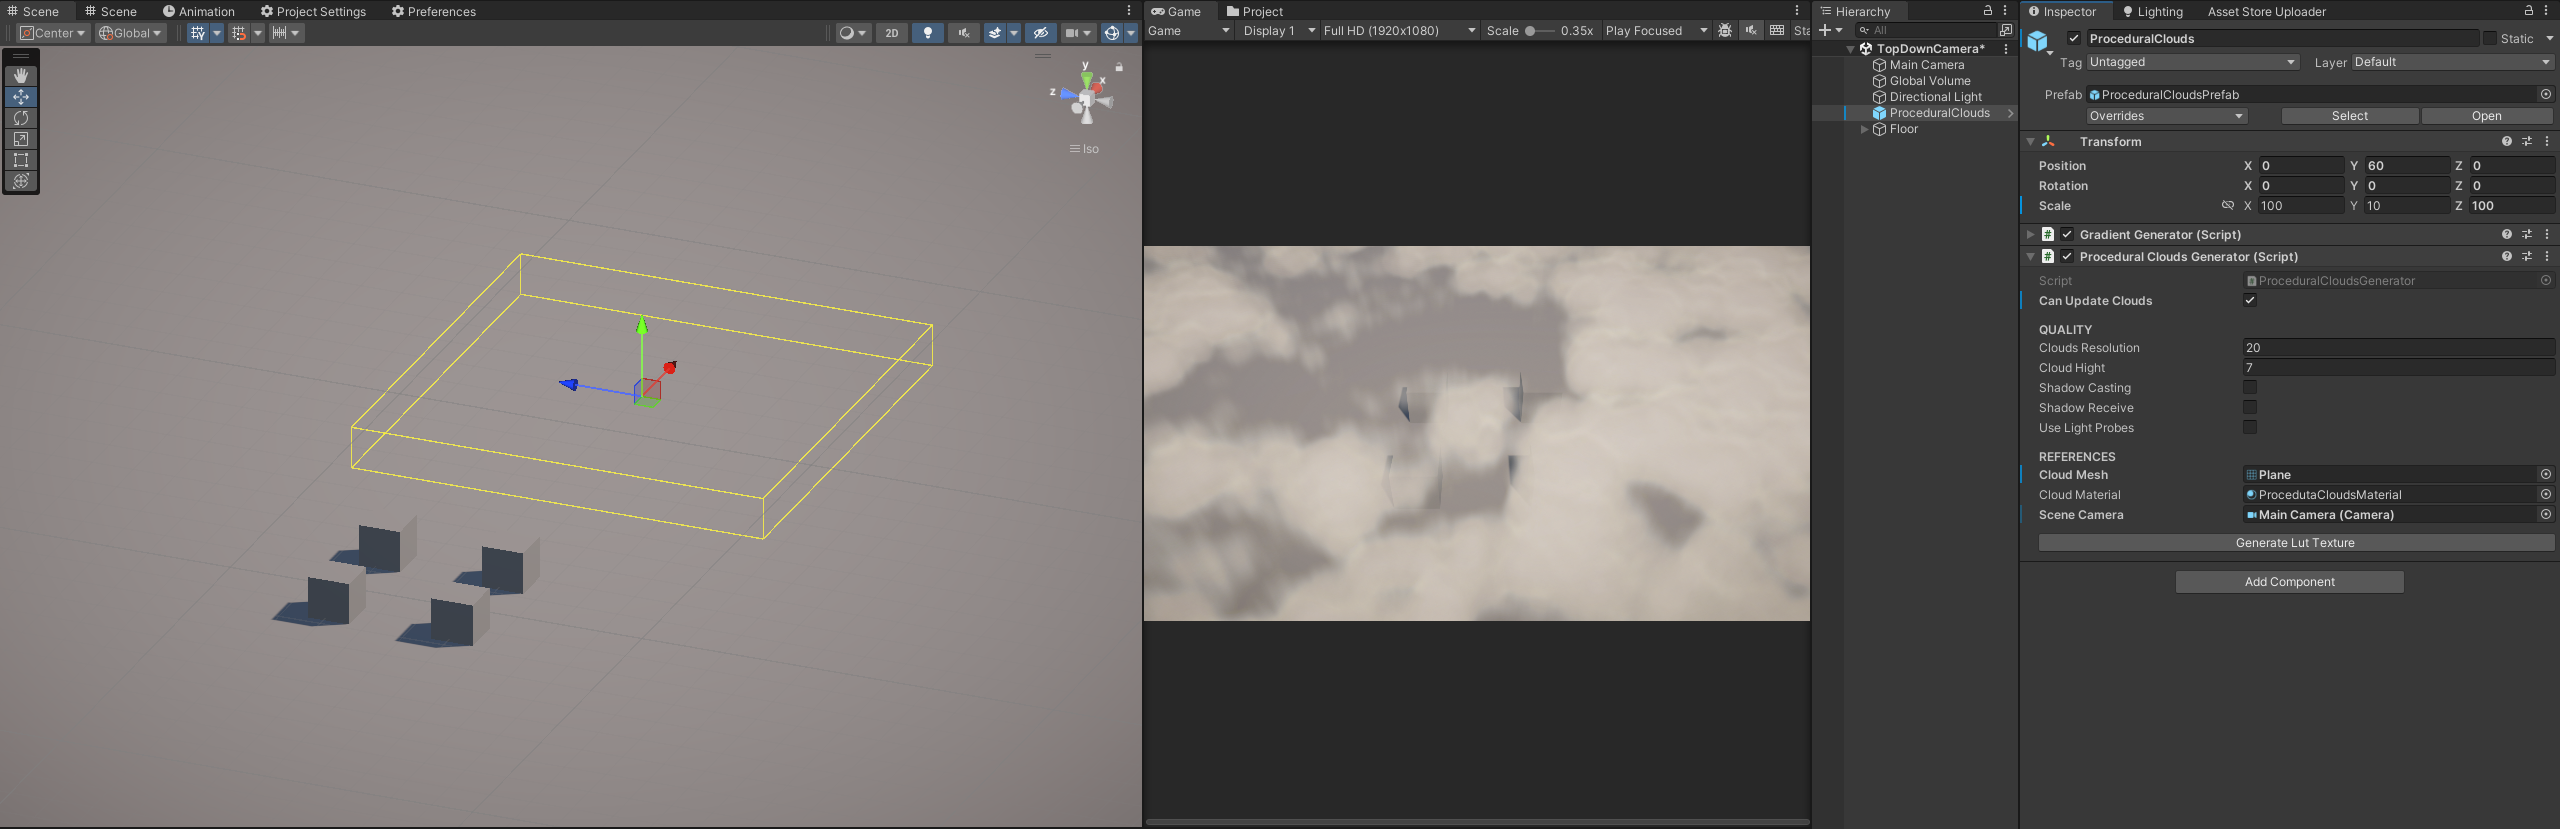 Scene
Scene
Animation
Project Settings
Preferences
Center
Global
2D
y
x
z
Iso
Game
Project
Game
Display 1
Full HD (1920x1080)
Scale
0.35x
Play Focused
Sta
Hierarchy
All
TopDownCamera*
Main Camera
Global Volume
Directional Light
ProceduralClouds
Floor
Inspector
Lighting
Asset Store Uploader
ProceduralClouds
Static
Tag Untagged
Layer Default
Prefab ProceduralCloudsPrefab
Overrides
Select
Open
Transform
Position X 0 Y 60 Z 0
Rotation X 0 Y 0 Z 0
Scale X 100 Y 10 Z 100
Gradient Generator (Script)
Procedural Clouds Generator (Script)
Script ProceduralCloudsGenerator
Can Update Clouds
QUALITY
Clouds Resolution 20
Cloud Hight 7
Shadow Casting
Shadow Receive
Use Light Probes
REFERENCES
Cloud Mesh Plane
Cloud Material ProcedutaCloudsMaterial
Scene Camera Main Camera (Camera)
Generate Lut Texture
Add Component